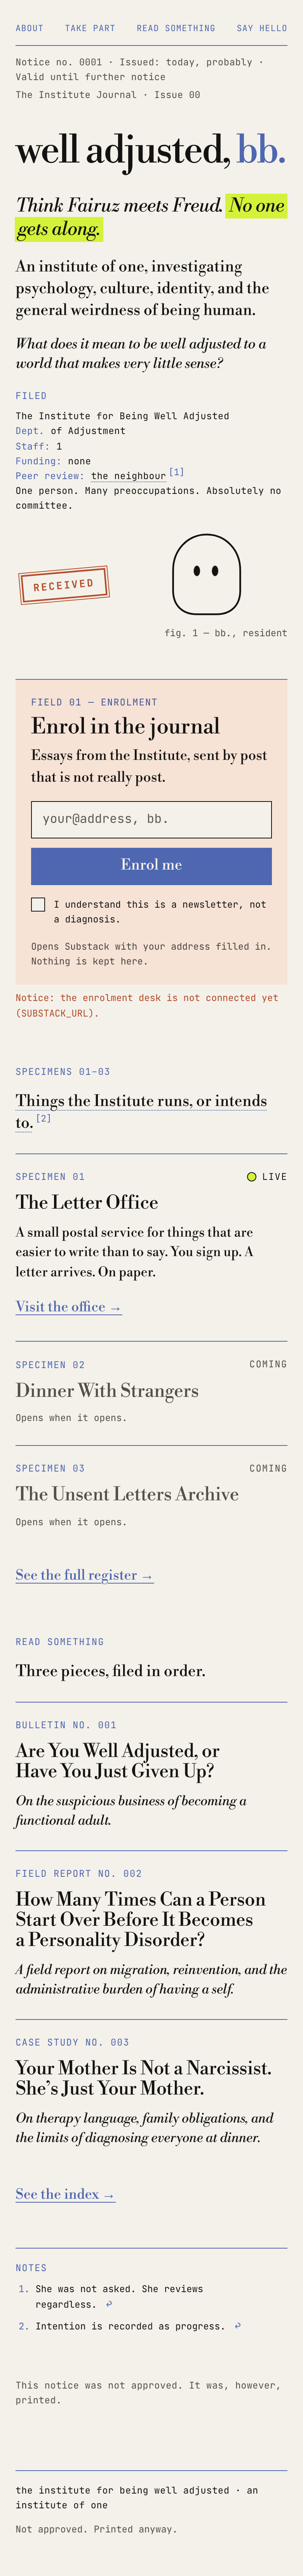 ABOUT TAKE PART READ SOMETHING SAY HELLO
Notice no. 0001 · Issued: today, probably ·
Valid until further notice
The Institute Journal · Issue 00
well adjusted, bb.
Think Fairuz meets Freud. No one
gets along.
An institute of one, investigating
psychology, culture, identity, and the
general weirdness of being human.
What does it mean to be well adjusted to a
world that makes very little sense?
FILED
The Institute for Being Well Adjusted
Dept. of Adjustment
Staff: 1
Funding: none
Peer review: the neighbour [1]
One person. Many preoccupations. Absolutely no
committee.
RECEIVED
fig. 1 — bb., resident
FIELD 01 — ENROLMENT
Enrol in the journal
Essays from the Institute, sent by post
that is not really post.
your@address, bb.
Enrol me
I understand this is a newsletter, not
a diagnosis.
Opens Substack with your address filled in.
Nothing is kept here.
Notice: the enrolment desk is not connected yet
(SUBSTACK_URL).
SPECIMENS 01–03
Things the Institute runs, or intends
to. [2]
SPECIMEN 01 LIVE
The Letter Office
A small postal service for things that are
easier to write than to say. You sign up. A
letter arrives. On paper.
Visit the office →
SPECIMEN 02 COMING
Dinner With Strangers
Opens when it opens.
SPECIMEN 03 COMING
The Unsent Letters Archive
Opens when it opens.
See the full register →
READ SOMETHING
Three pieces, filed in order.
BULLETIN NO. 001
Are You Well Adjusted, or
Have You Just Given Up?
On the suspicious business of becoming a
functional adult.
FIELD REPORT NO. 002
How Many Times Can a Person
Start Over Before It Becomes
a Personality Disorder?
A field report on migration, reinvention, and the
administrative burden of having a self.
CASE STUDY NO. 003
Your Mother Is Not a Narcissist.
She’s Just Your Mother.
On therapy language, family obligations, and
the limits of diagnosing everyone at dinner.
See the index →
NOTES
1. She was not asked. She reviews
regardless. ↩
2. Intention is recorded as progress. ↩
This notice was not approved. It was, however,
printed.
the institute for being well adjusted · an
institute of one
Not approved. Printed anyway.